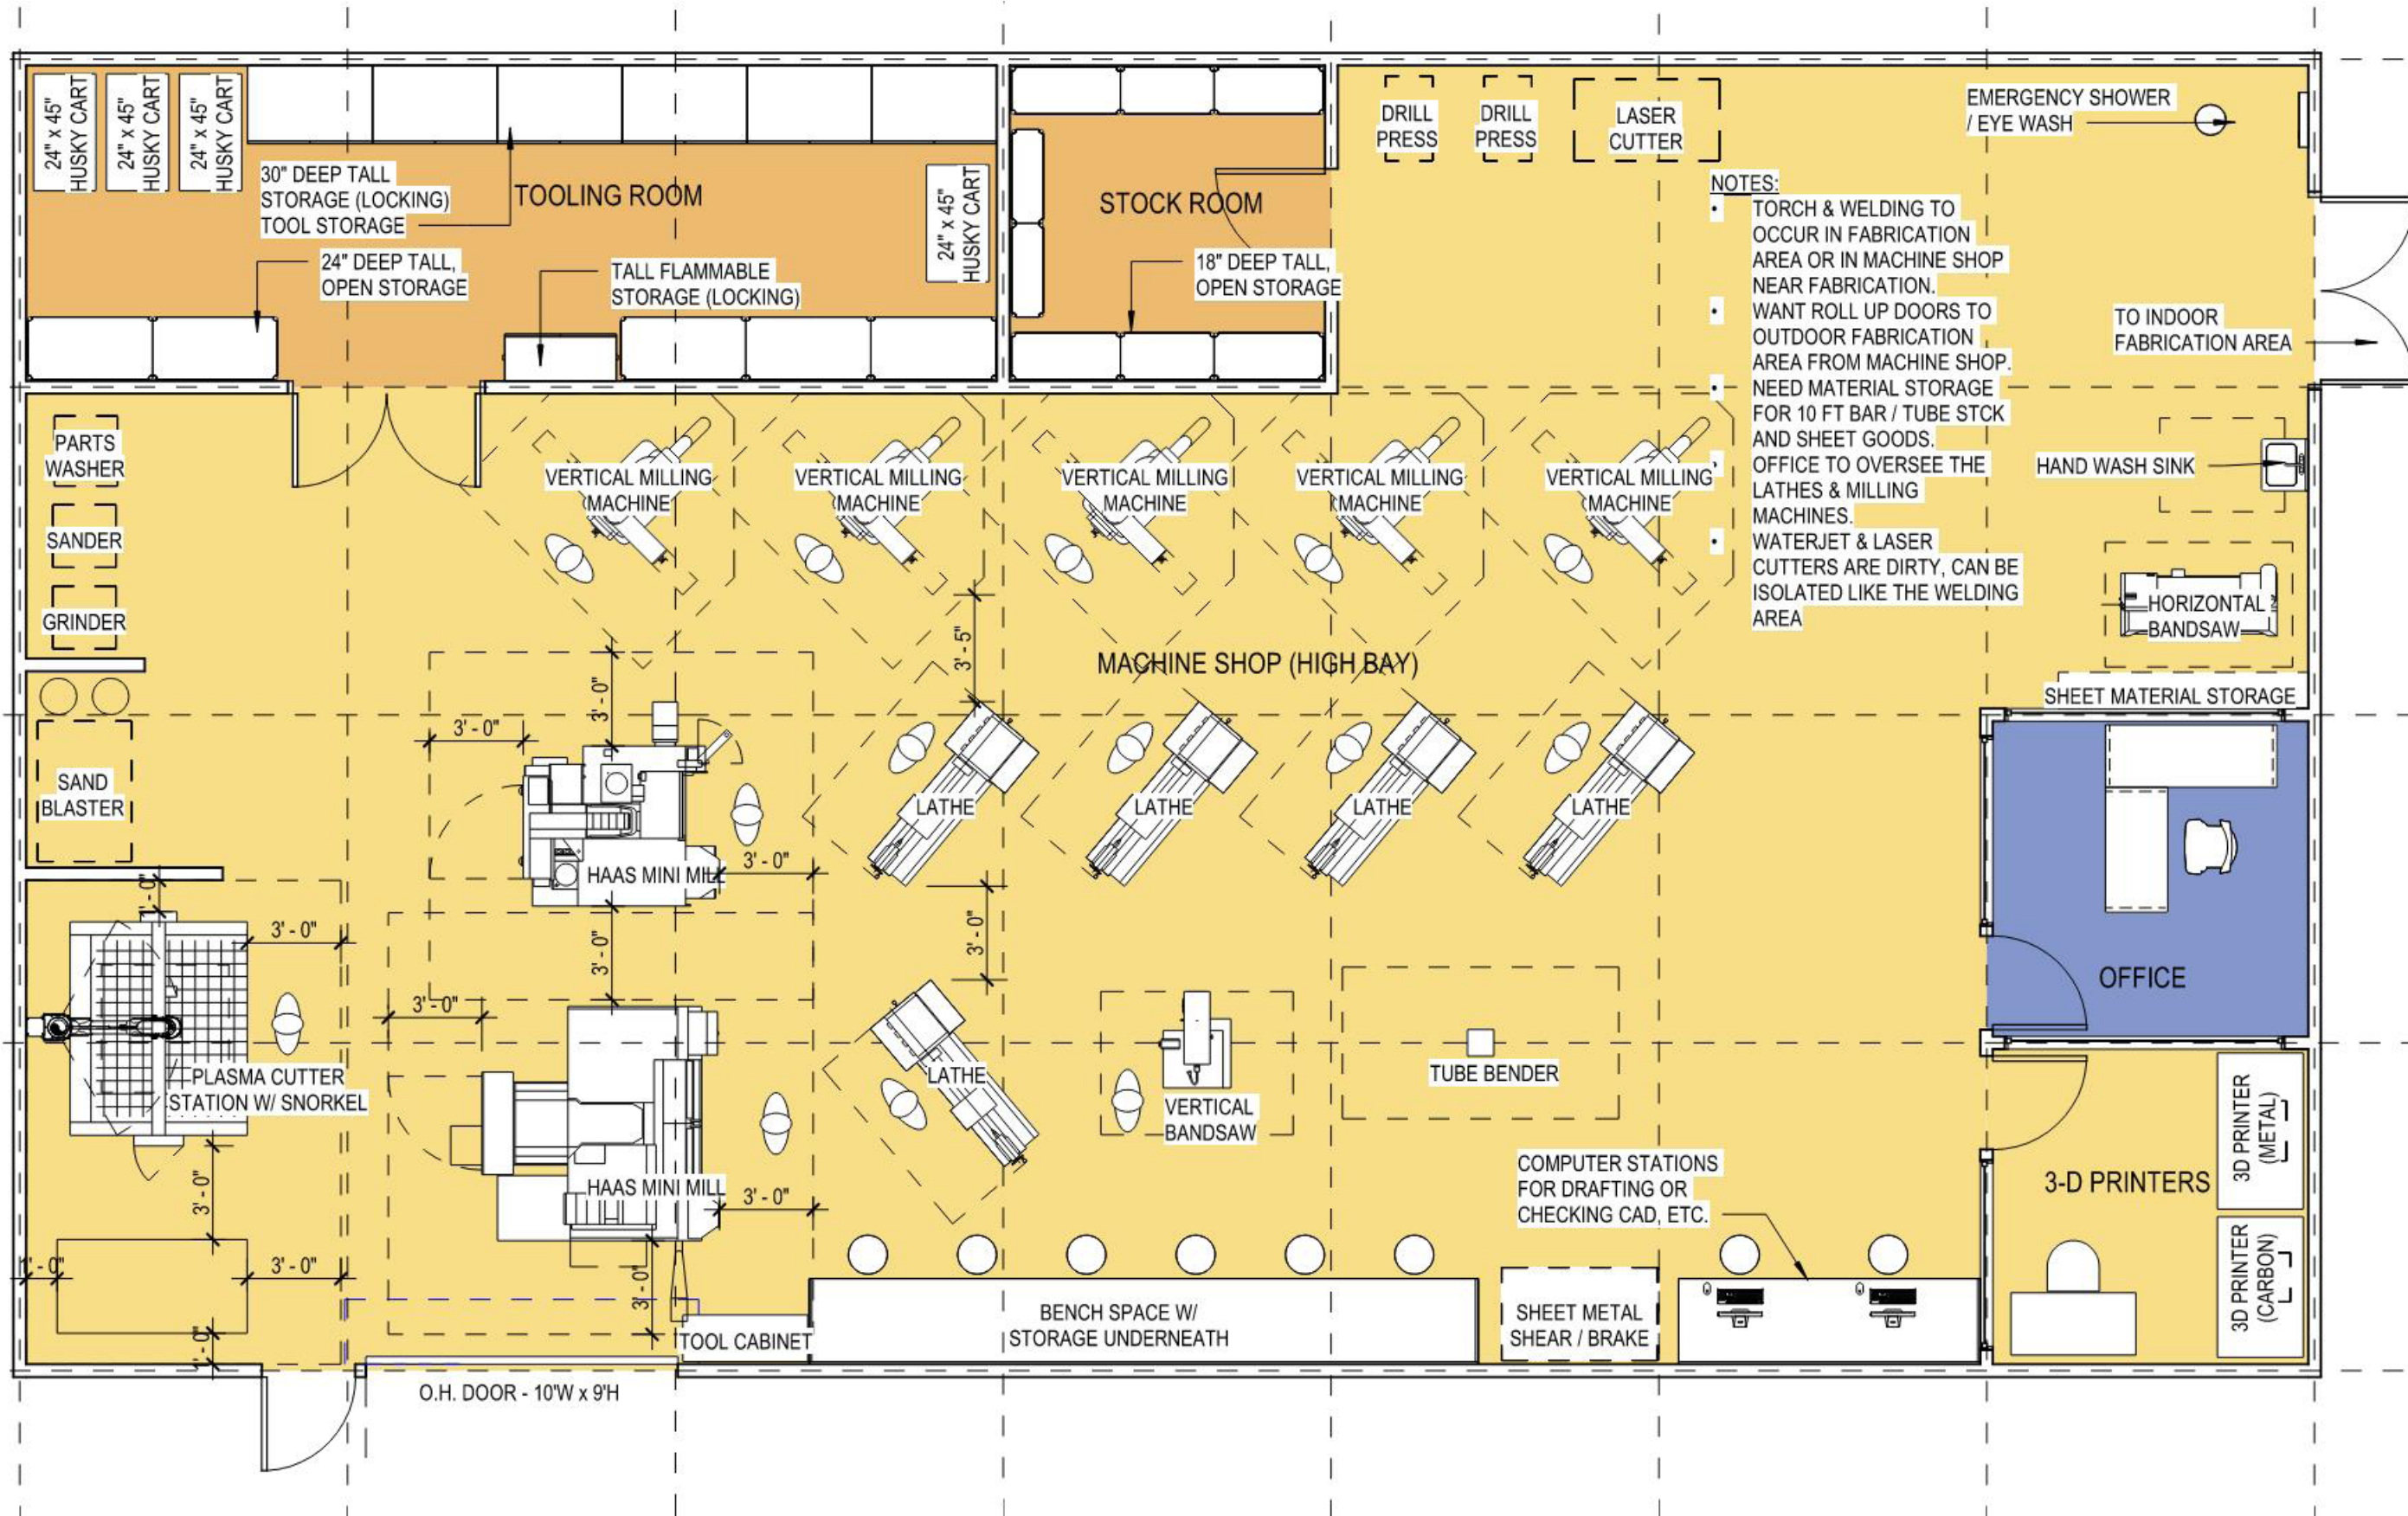 24" x 45"
HUSKY CART
24" x 45"
HUSKY CART
24" x 45"
HUSKY CART
30" DEEP TALL
STORAGE (LOCKING)
TOOL STORAGE
TOOLING ROOM
24" x 45"
HUSKY CART
24" DEEP TALL,
OPEN STORAGE
TALL FLAMMABLE
STORAGE (LOCKING)
STOCK ROOM
18" DEEP TALL,
OPEN STORAGE
DRILL
PRESS
DRILL
PRESS
LASER
CUTTER
EMERGENCY SHOWER
/ EYE WASH
NOTES:
• TORCH & WELDING TO
OCCUR IN FABRICATION
AREA OR IN MACHINE SHOP
NEAR FABRICATION.
• WANT ROLL UP DOORS TO
OUTDOOR FABRICATION
AREA FROM MACHINE SHOP.
• NEED MATERIAL STORAGE
FOR 10 FT BAR / TUBE STCK
AND SHEET GOODS.
• OFFICE TO OVERSEE THE
LATHES & MILLING
MACHINES.
• WATERJET & LASER
CUTTERS ARE DIRTY, CAN BE
ISOLATED LIKE THE WELDING
AREA
TO INDOOR
FABRICATION AREA
PARTS
WASHER
SANDER
GRINDER
VERTICAL MILLING
MACHINE
VERTICAL MILLING
MACHINE
VERTICAL MILLING
MACHINE
VERTICAL MILLING
MACHINE
VERTICAL MILLING
MACHINE
HAND WASH SINK
HORIZONTAL
BANDSAW
3' - 5"
MACHINE SHOP (HIGH BAY)
SHEET MATERIAL STORAGE
3' - 0"
3' - 0"
SAND
BLASTER
LATHE
LATHE
LATHE
LATHE
HAAS MINI MILL
3' - 0"
1' - 0"
3' - 0"
3' - 0"
3' - 0"
3' - 0"
OFFICE
PLASMA CUTTER
STATION W/ SNORKEL
LATHE
VERTICAL
BANDSAW
TUBE BENDER
3' - 0"
HAAS MINI MILL
3' - 0"
COMPUTER STATIONS
FOR DRAFTING OR
CHECKING CAD, ETC.
3-D PRINTERS
3D PRINTER
(METAL)
3D PRINTER
(CARBON)
1' - 0"
3' - 0"
3' - 0"
1' - 0"
TOOL CABINET
BENCH SPACE W/
STORAGE UNDERNEATH
SHEET METAL
SHEAR / BRAKE
O.H. DOOR - 10'W x 9'H